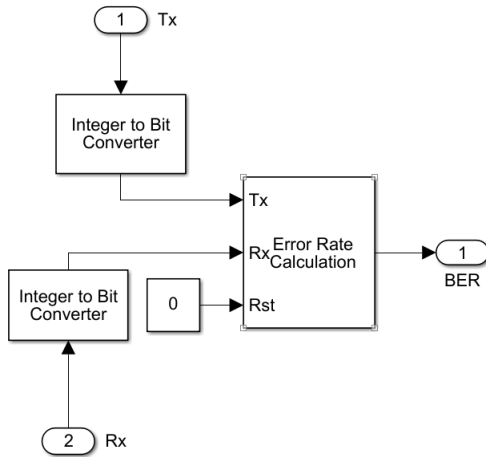 1
Tx
Integer to Bit
Converter
Tx
Rx
Error Rate
Calculation
1
BER
Integer to Bit
Converter
0
Rst
2
Rx